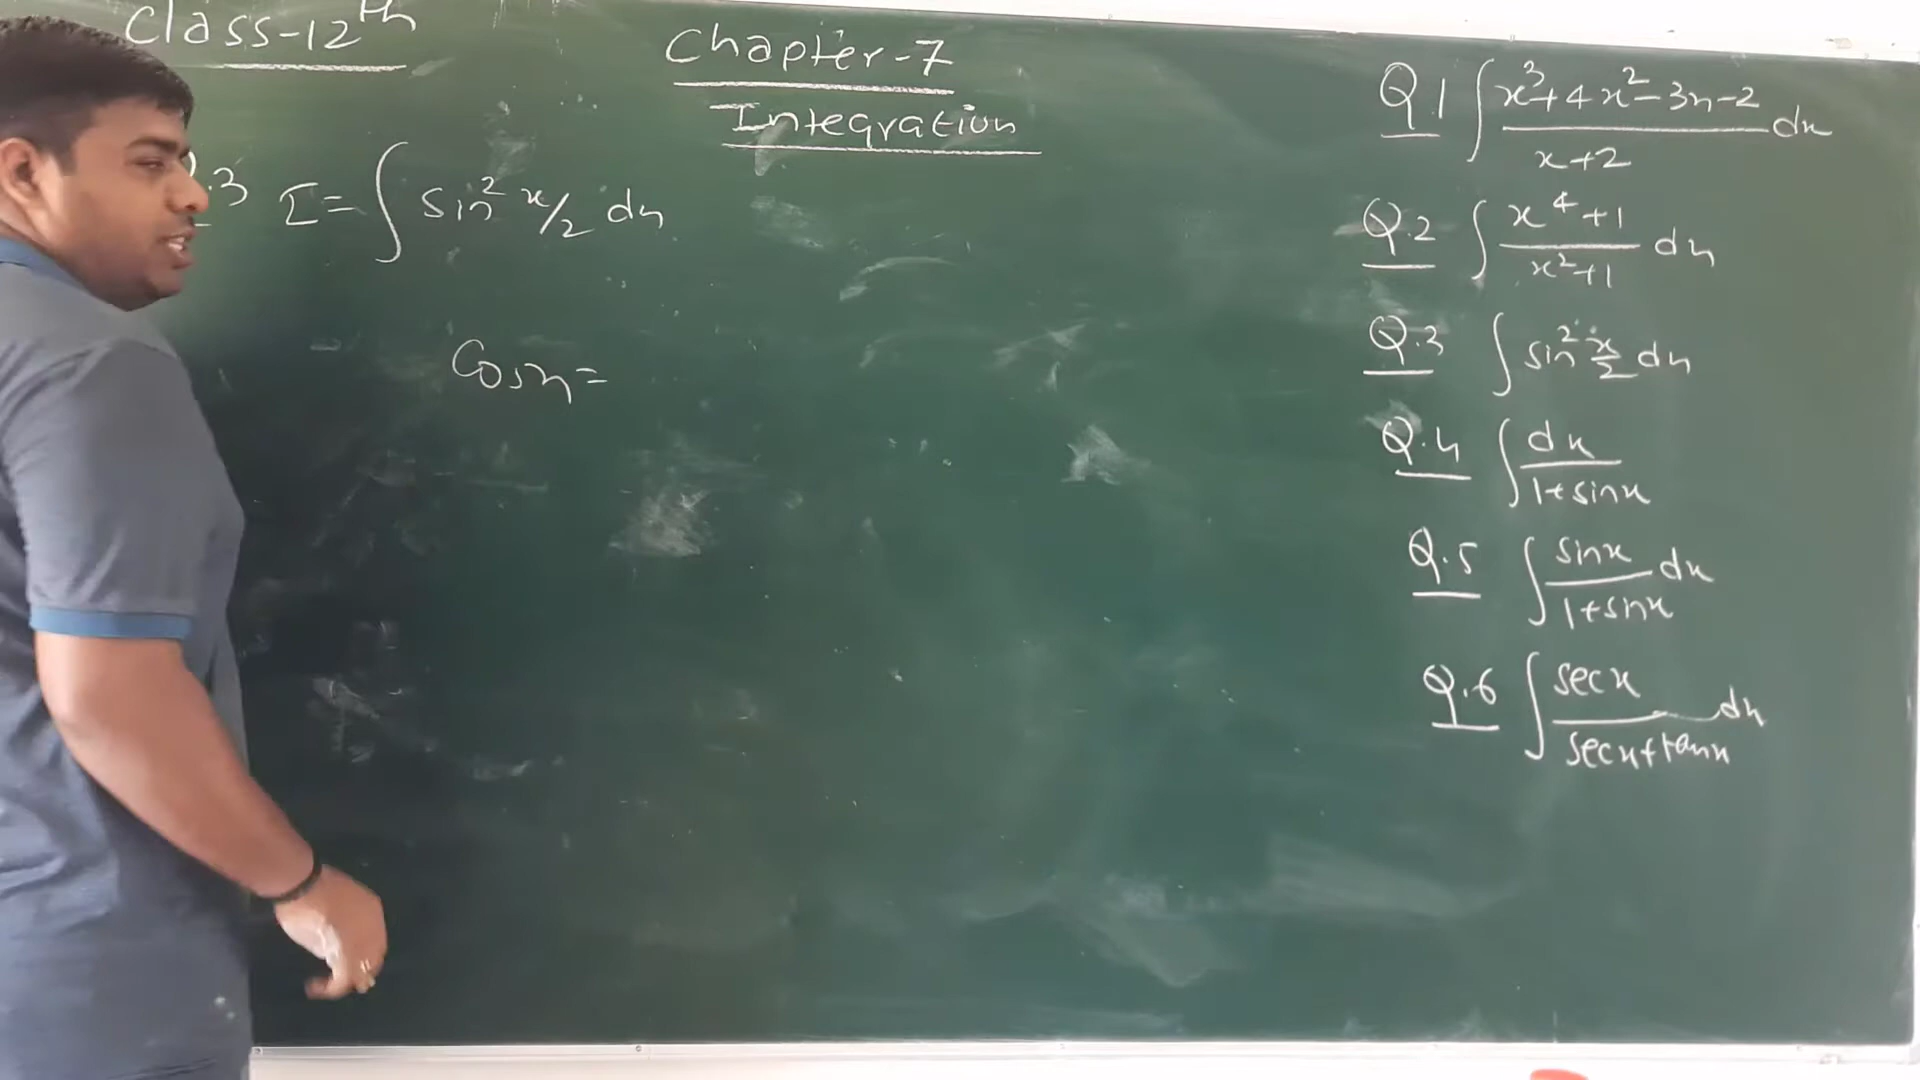 Class-12th
Chapter-7
Integration
.3 I=∫ sin² x/2 dx
Cosx=
Q.1 ∫ x³+4x²-3x-2 / x+2 dx
Q.2 ∫ x⁴+1 / x²+1 dx
Q.3 ∫ sin² x/2 dx
Q.4 ∫ dx / 1+sinx
Q.5 ∫ sinx / 1+sinx dx
Q.6 ∫ secx / secx+tanx dx